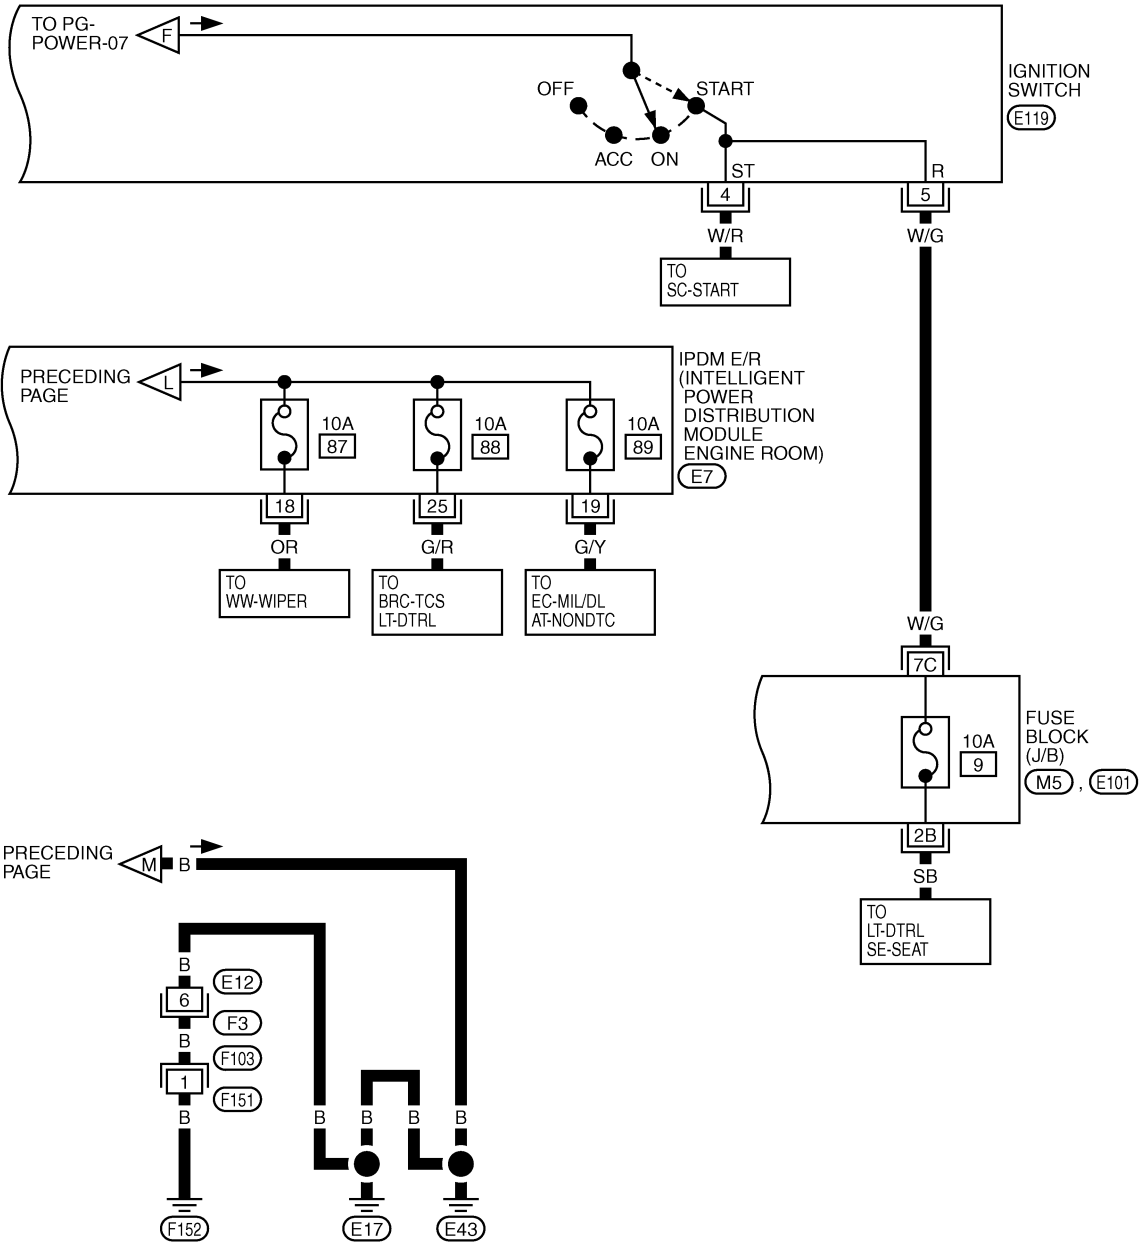 TO PG-
POWER-07
F
OFF
ACC
ON
START
ST
R
IGNITION
SWITCH
E119
4
5
W/R
W/G
TO
SC-START
PRECEDING
PAGE
L
10A
87
10A
88
10A
89
IPDM E/R
(INTELLIGENT
POWER
DISTRIBUTION
MODULE
ENGINE ROOM)
E7
18
25
19
OR
G/R
G/Y
TO
WW-WIPER
TO
BRC-TCS
LT-DTRL
TO
EC-MIL/DL
AT-NONDTC
W/G
7C
10A
9
FUSE
BLOCK
(J/B)
M5 , E101
2B
SB
TO
LT-DTRL
SE-SEAT
PRECEDING
PAGE
M
B
B
6
E12
F3
B
F103
1
F151
B
B
B
B
B
F152
E17
E43